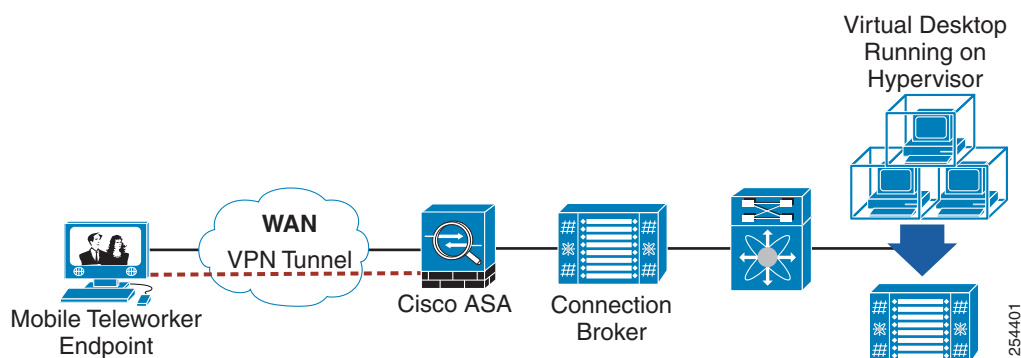 Virtual Desktop
Running on
Hypervisor
WAN
VPN Tunnel
Cisco ASA
Connection
Broker
Mobile Teleworker
Endpoint
254401